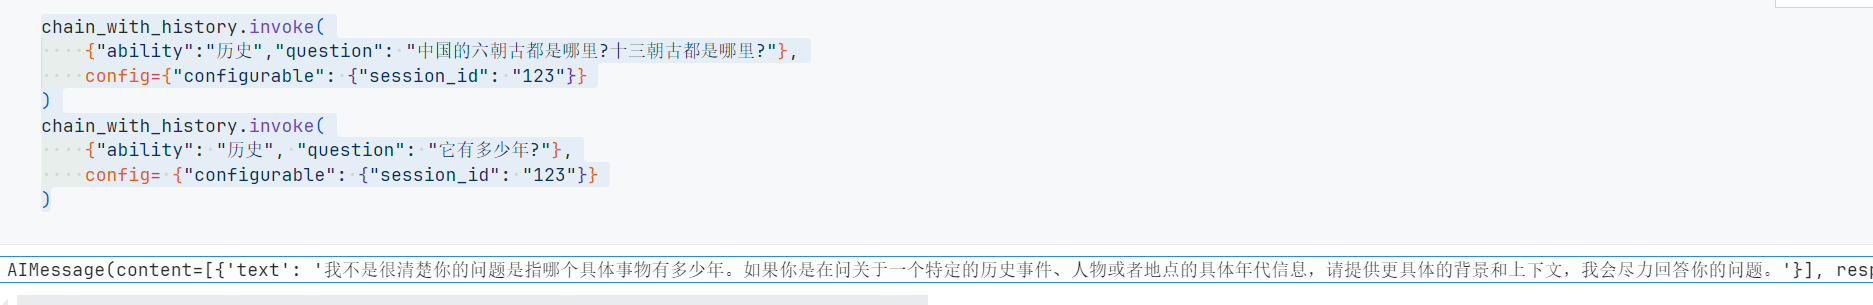 chain_with_history.invoke(
    {"ability":"历史","question": "中国的六朝古都是哪里?十三朝古都是哪里?"},
    config={"configurable": {"session_id": "123"}}
)
chain_with_history.invoke(
    {"ability": "历史", "question": "它有多少年?"},
    config= {"configurable": {"session_id": "123"}}
)
AIMessage(content=[{'text': '我不是很清楚你的问题是指哪个具体事物有多少年。如果你是在问关于一个特定的历史事件、人物或者地点的具体年代信息，请提供更具体的背景和上下文，我会尽力回答你的问题。'}], resp